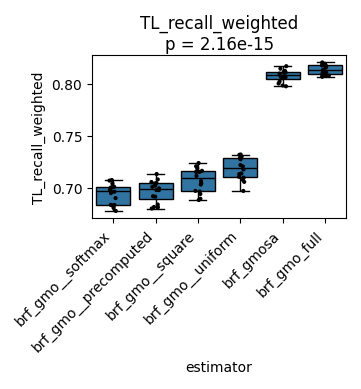 TL_recall_weighted
p = 2.16e-15
TL_recall_weighted
0.80
0.75
0.70
brf_gmo__softmax
brf_gmo__precomputed
brf_gmo__square
brf_gmo__uniform
brf_gmosa
brf_gmo_full
estimator